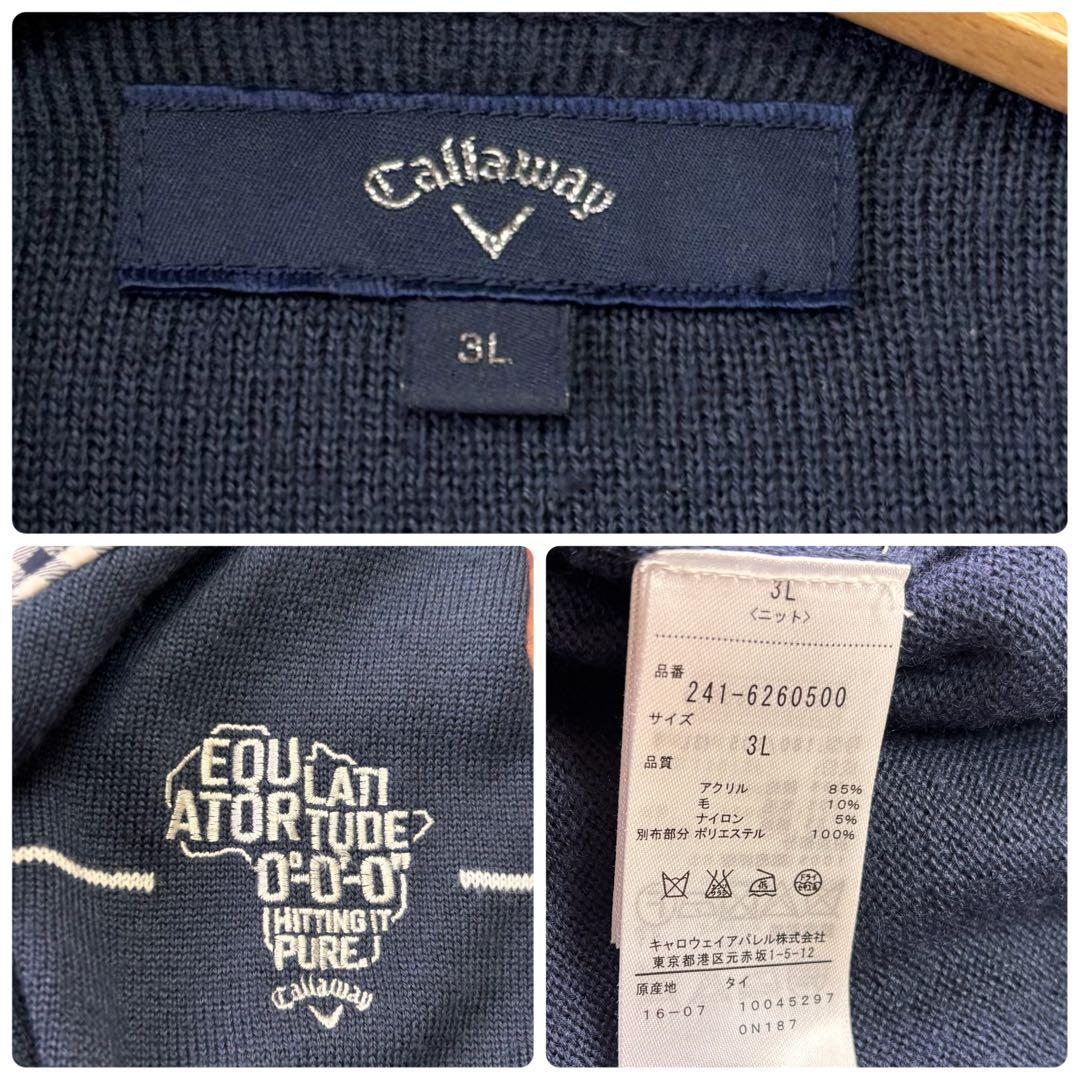 Callaway
3L
EQU LATI
ATOR TUDE
0°-0'-0"
HITTING IT
PURE.
Callaway
3L
〈ニット〉
品番
241-6260500
サイズ
3L
品質
アクリル 85%
毛 10%
ナイロン 5%
別布部分 ポリエステル 100%
キャロウェイアパレル株式会社
東京都港区元赤坂1-5-12
原産地 タイ
16-07 10045297
0N187